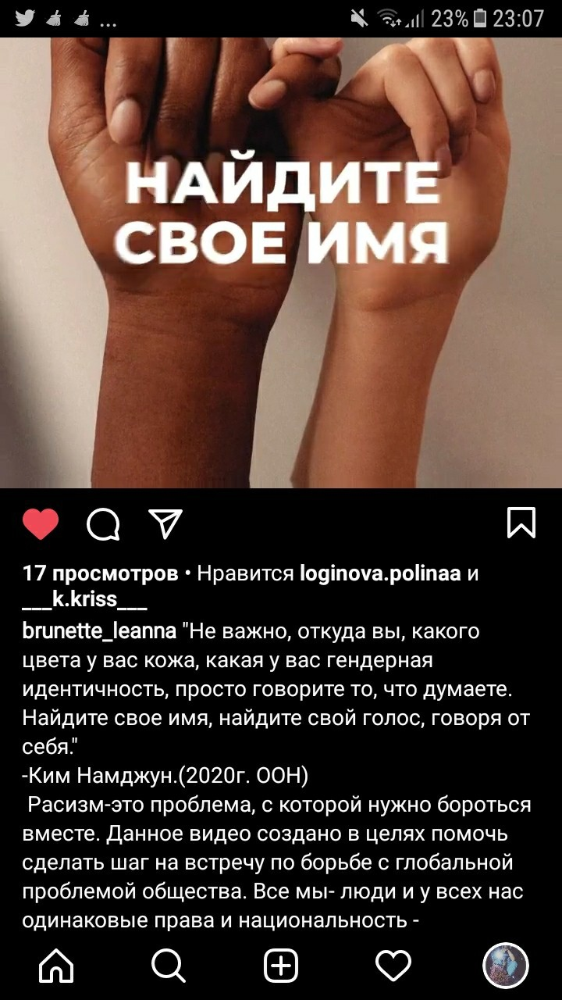 ... 23% 23:07
НАЙДИТЕ
СВОЕ ИМЯ
17 просмотров • Нравится loginova.polinaa и
___k.kriss___
brunette_leanna "Не важно, откуда вы, какого
цвета у вас кожа, какая у вас гендерная
идентичность, просто говорите то, что думаете.
Найдите свое имя, найдите свой голос, говоря от
себя."
-Ким Намджун.(2020г. ООН)
Расизм-это проблема, с которой нужно бороться
вместе. Данное видео создано в целях помочь
сделать шаг на встречу по борьбе с глобальной
проблемой общества. Все мы- люди и у всех нас
одинаковые права и национальность -